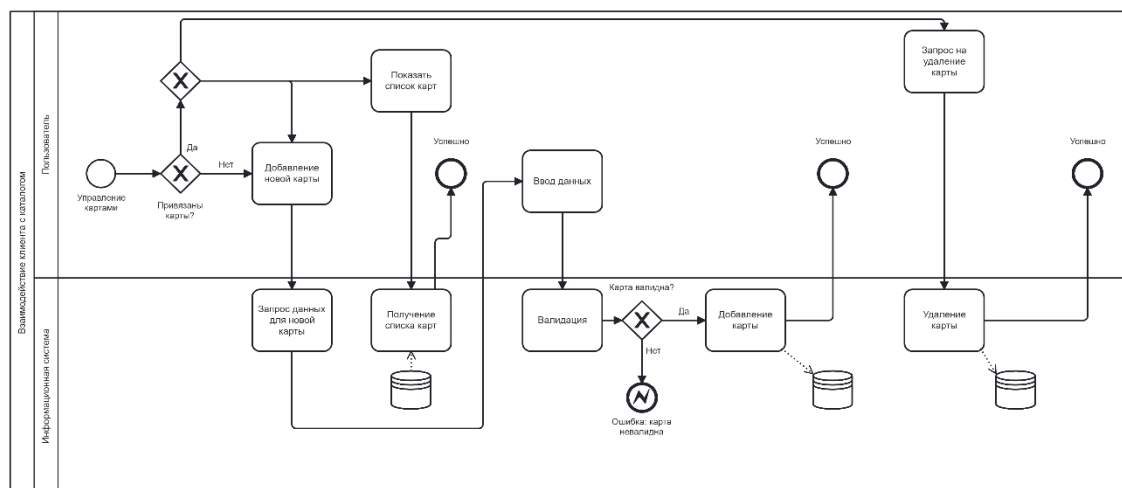 Взаимодействие клиента с каталогом
Пользователь
Информационная система
Запрос на
удаление
карты
Показать
список карт
Да
Нет
Управление
картами
Привязаны
карты?
Добавление
новой карты
Успешно
Ввод данных
Успешно
Успешно
Запрос данных
для новой
карты
Получение
списка карт
Валидация
Карта валидна?
Да
Нет
Добавление
карты
Удаление
карты
Ошибка: карта
невалидна